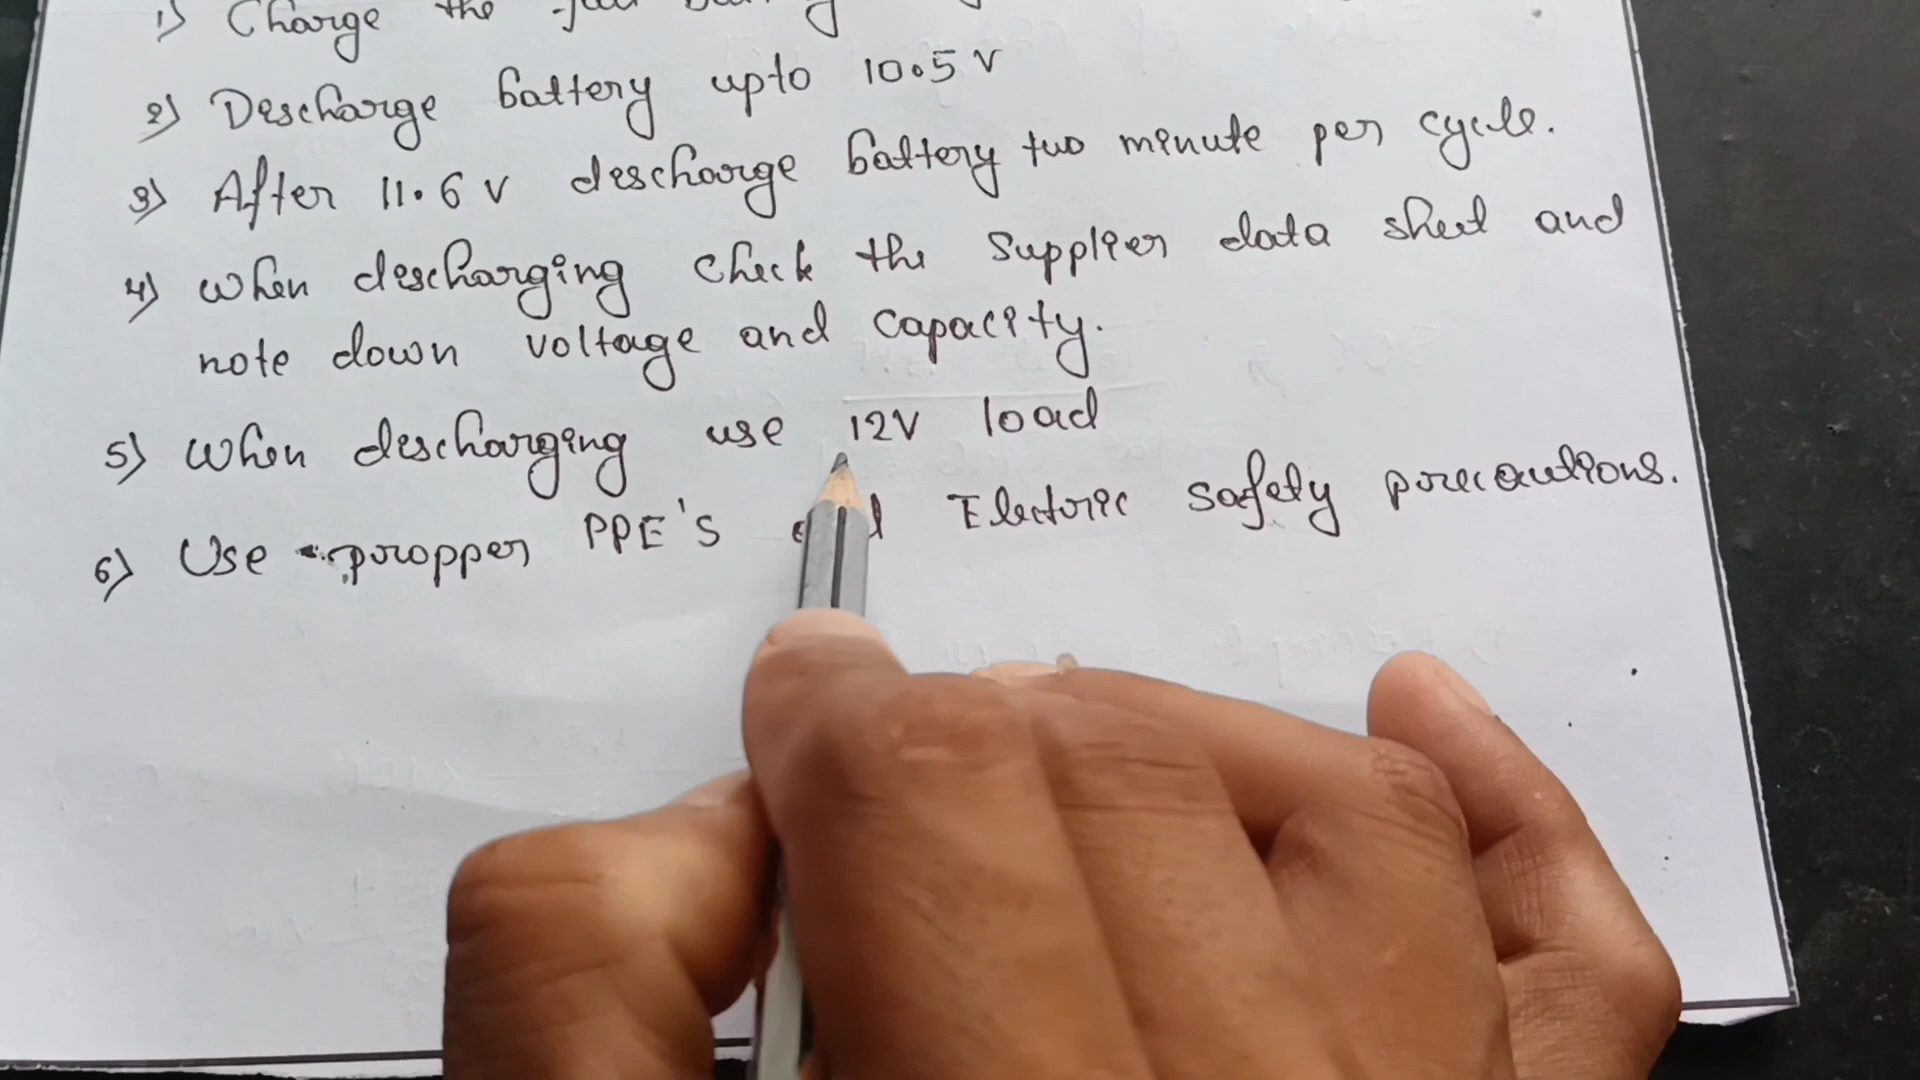 1) Charge the
2) Descharge battery upto 10.5 V
3) After 11.6 V descharge battery two minute per cycle.
4) when descharging check the supplier data sheet and
note down voltage and capacity.
5) when descharging use 12V load
6) Use propper PPE'S Electoric safety porecautions.